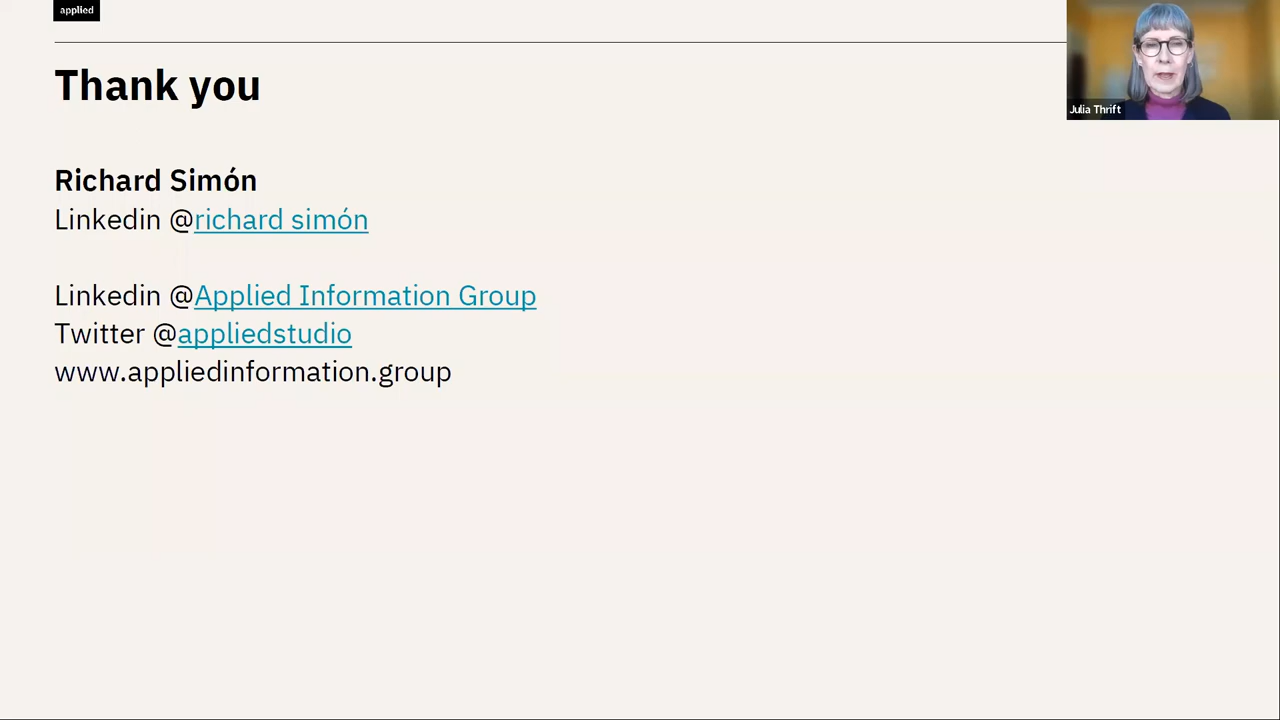 applied
Thank you
Julia Thrift
Richard Simón
Linkedin @richard simón
Linkedin @Applied Information Group
Twitter @appliedstudio
www.appliedinformation.group